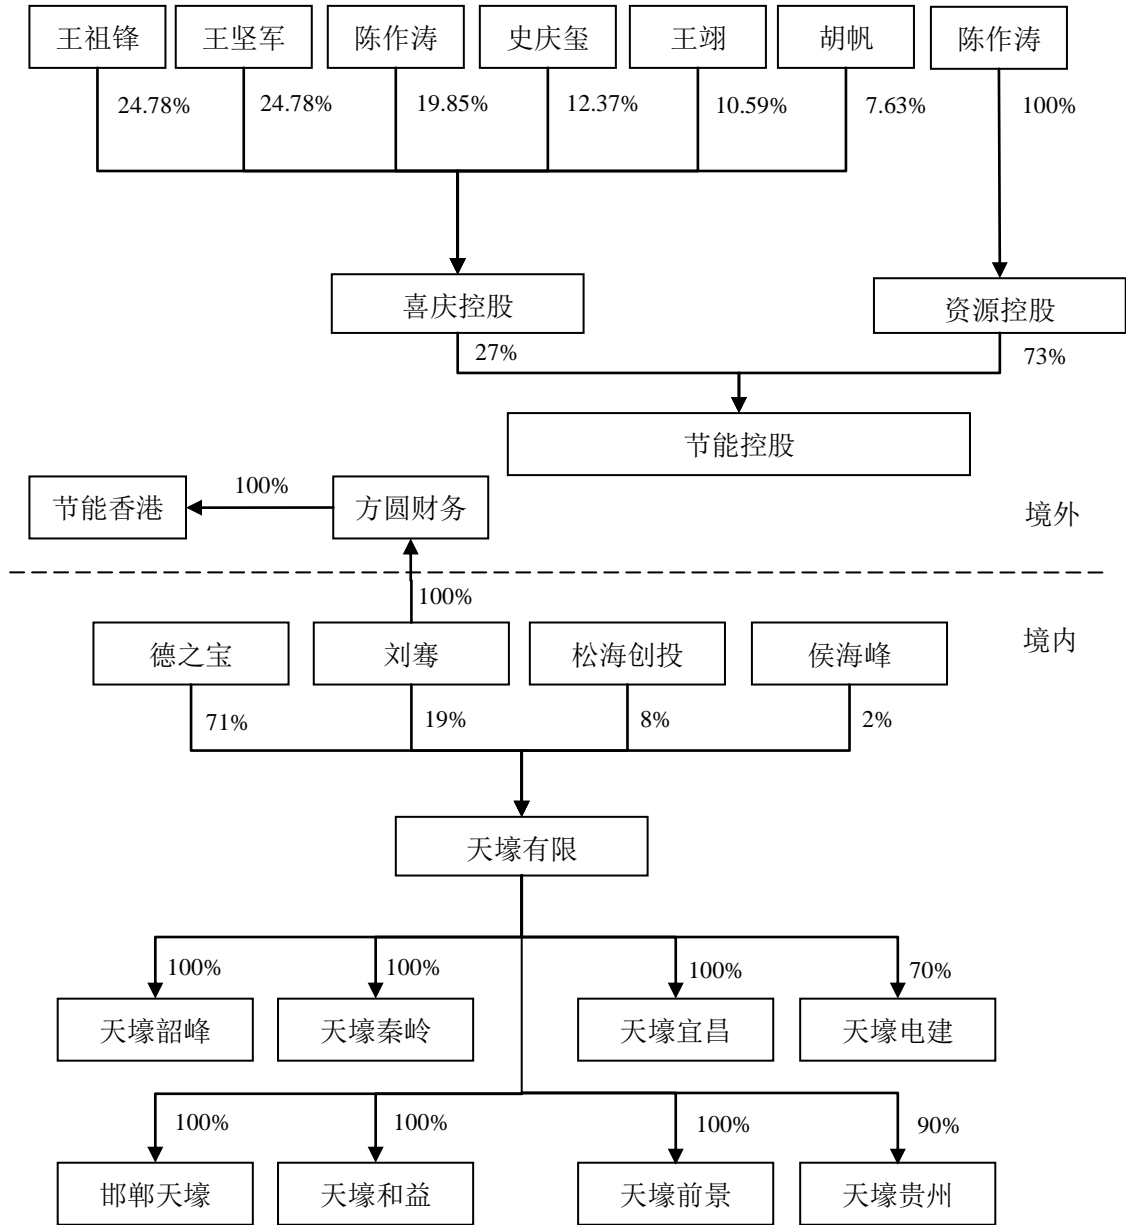 王祖锋 王坚军 陈作涛 史庆玺 王翊 胡帆 陈作涛
24.78% 24.78% 19.85% 12.37% 10.59% 7.63% 100%
喜庆控股 资源控股
27% 73%
节能控股
100%
节能香港 方圆财务 境外
100%
德之宝 刘骞 松海创投 侯海峰 境内
71% 19% 8% 2%
天壕有限
100% 100% 100% 70%
天壕韶峰 天壕秦岭 天壕宜昌 天壕电建
100% 100% 100% 90%
邯郸天壕 天壕和益 天壕前景 天壕贵州